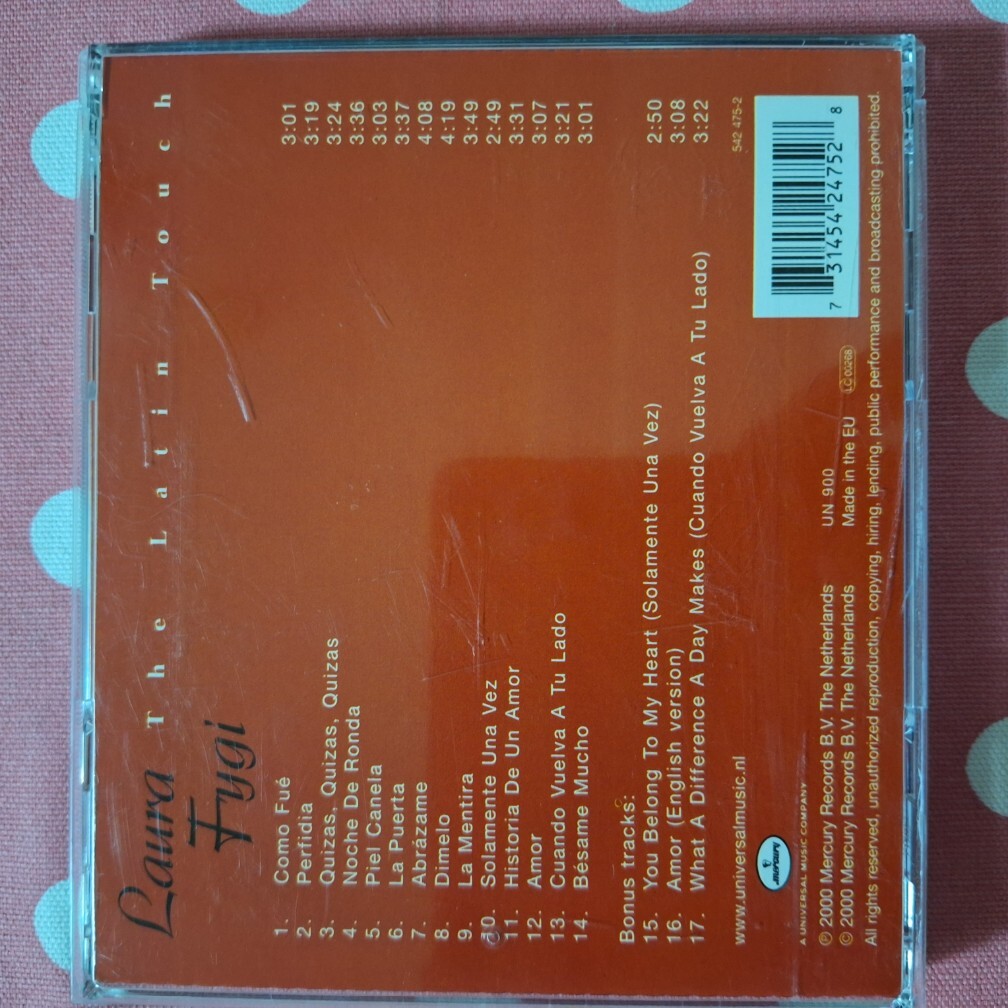 Laura Fygi
The Latin Touch
1. Como Fué 3:01
2. Perfidia 3:19
3. Quizas, Quizas, Quizas 3:24
4. Noche De Ronda 3:36
5. Piel Canela 3:03
6. La Puerta 3:37
7. Abrázame 4:08
8. Dimelo 4:19
9. La Mentira 3:49
10. Solamente Una Vez 2:49
11. Historia De Un Amor 3:31
12. Amor 3:07
13. Cuando Vuelva A Tu Lado 3:21
14. Bésame Mucho 3:01
Bonus tracks:
15. You Belong To My Heart (Solamente Una Vez) 2:50
16. Amor (English version) 3:08
17. What A Difference A Day Makes (Cuando Vuelva A Tu Lado) 3:22
www.universalmusic.nl
542 475-2
mercury
7 31454 24752 8
A UNIVERSAL MUSIC COMPANY
℗ 2000 Mercury Records B.V. The Netherlands UN 900
© 2000 Mercury Records B.V. The Netherlands Made in the EU LC 00268
All rights reserved, unauthorized reproduction, copying, hiring, lending, public performance and broadcasting prohibited.